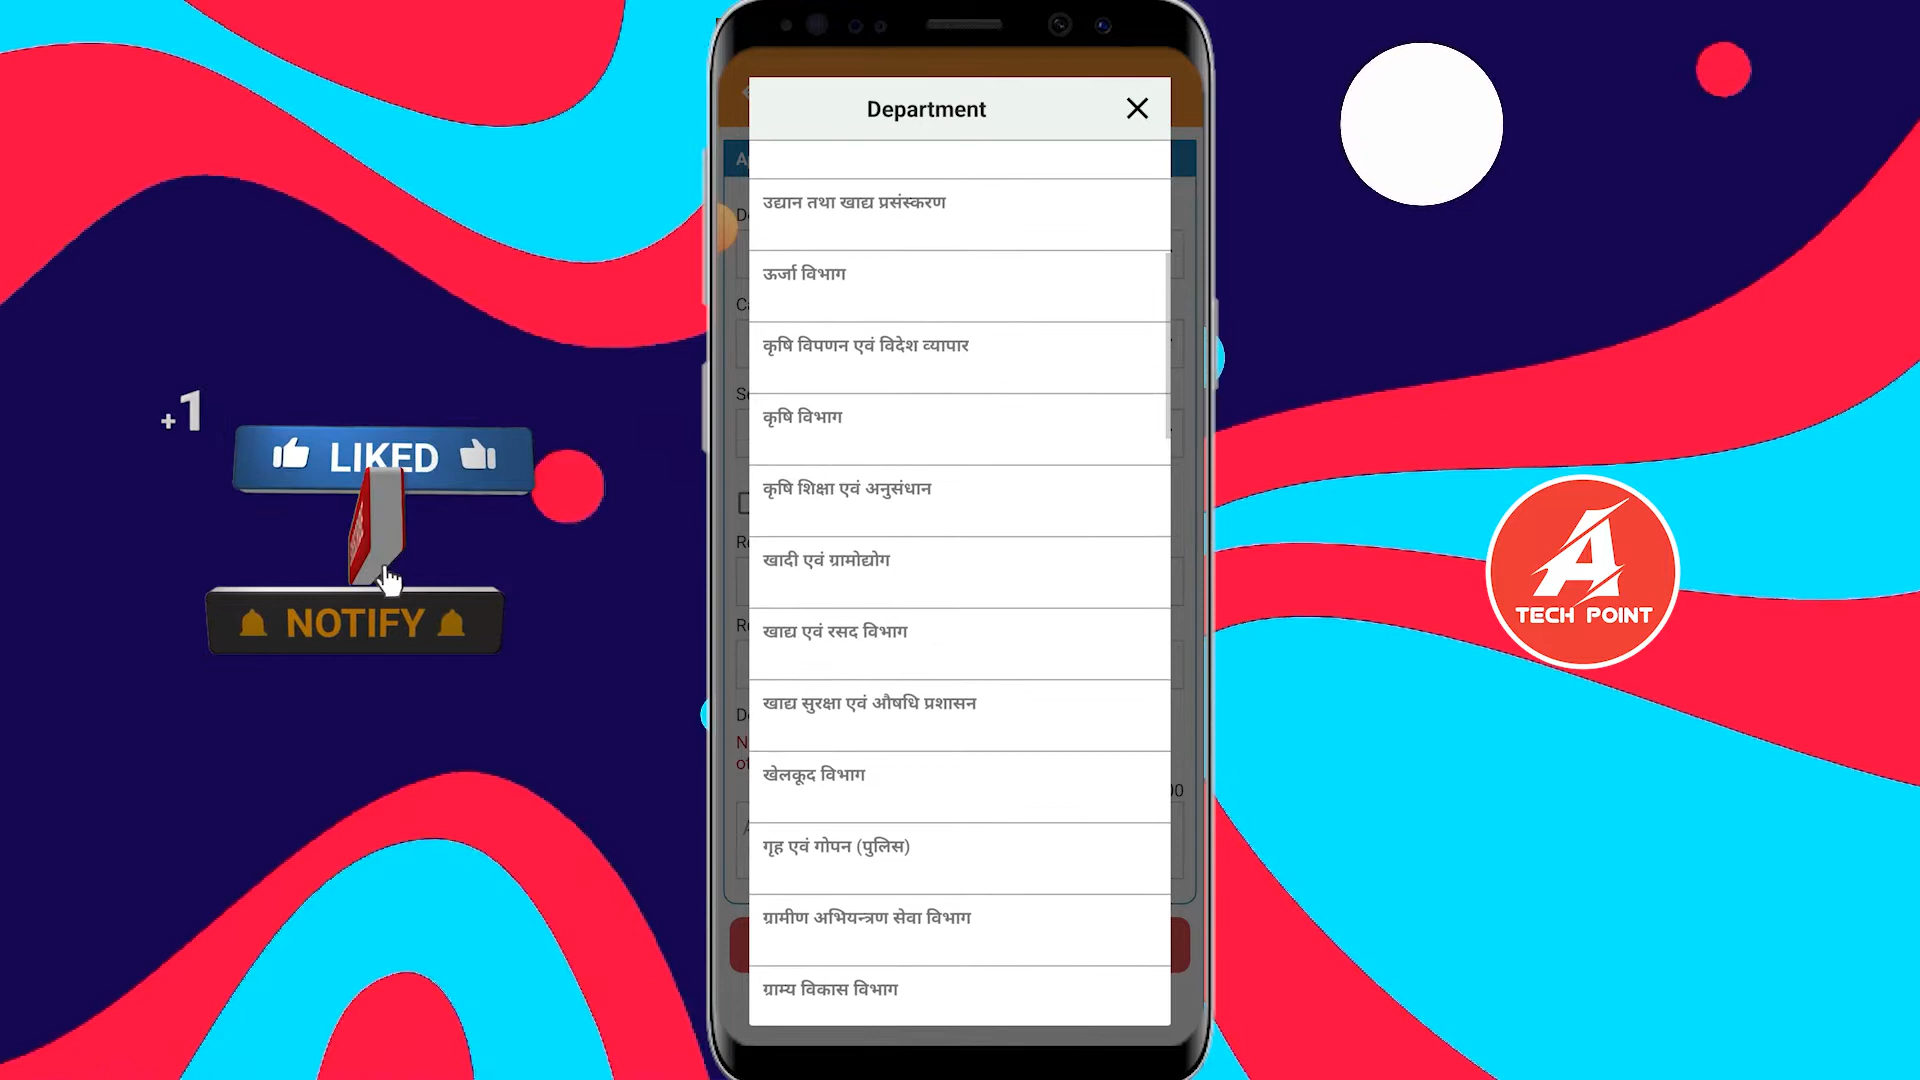 Department
उद्यान तथा खाद्य प्रसंस्करण
ऊर्जा विभाग
कृषि विपणन एवं विदेश व्यापार
कृषि विभाग
कृषि शिक्षा एवं अनुसंधान
खादी एवं ग्रामोद्योग
खाद्य एवं रसद विभाग
खाद्य सुरक्षा एवं औषधि प्रशासन
खेलकूद विभाग
गृह एवं गोपन (पुलिस)
ग्रामीण अभियन्त्रण सेवा विभाग
ग्राम्य विकास विभाग
+1
LIKED
NOTIFY
A
TECH POINT